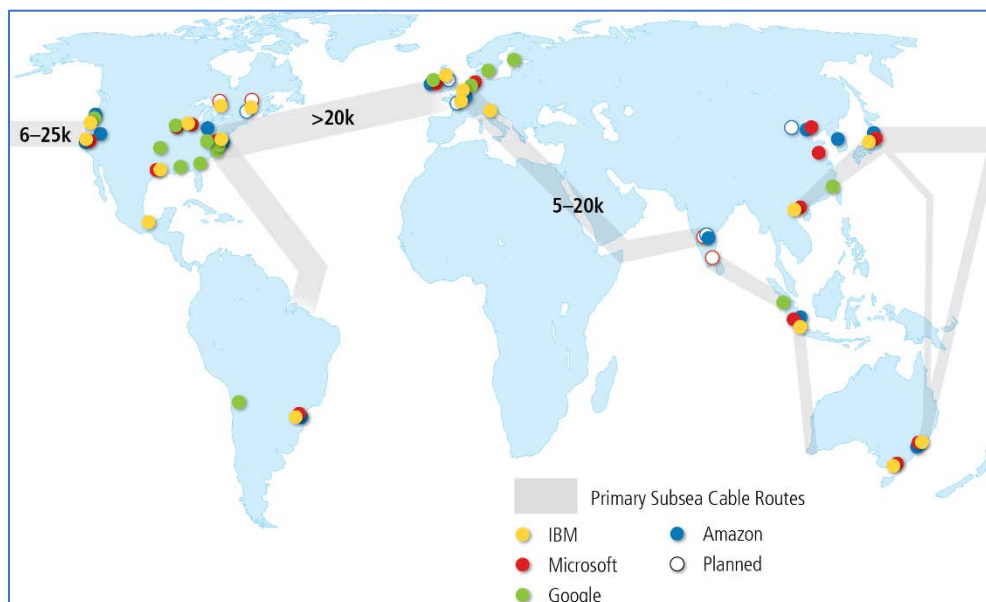 >20k
6–25k
5–20k
Primary Subsea Cable Routes
IBM
Amazon
Microsoft
Planned
Google